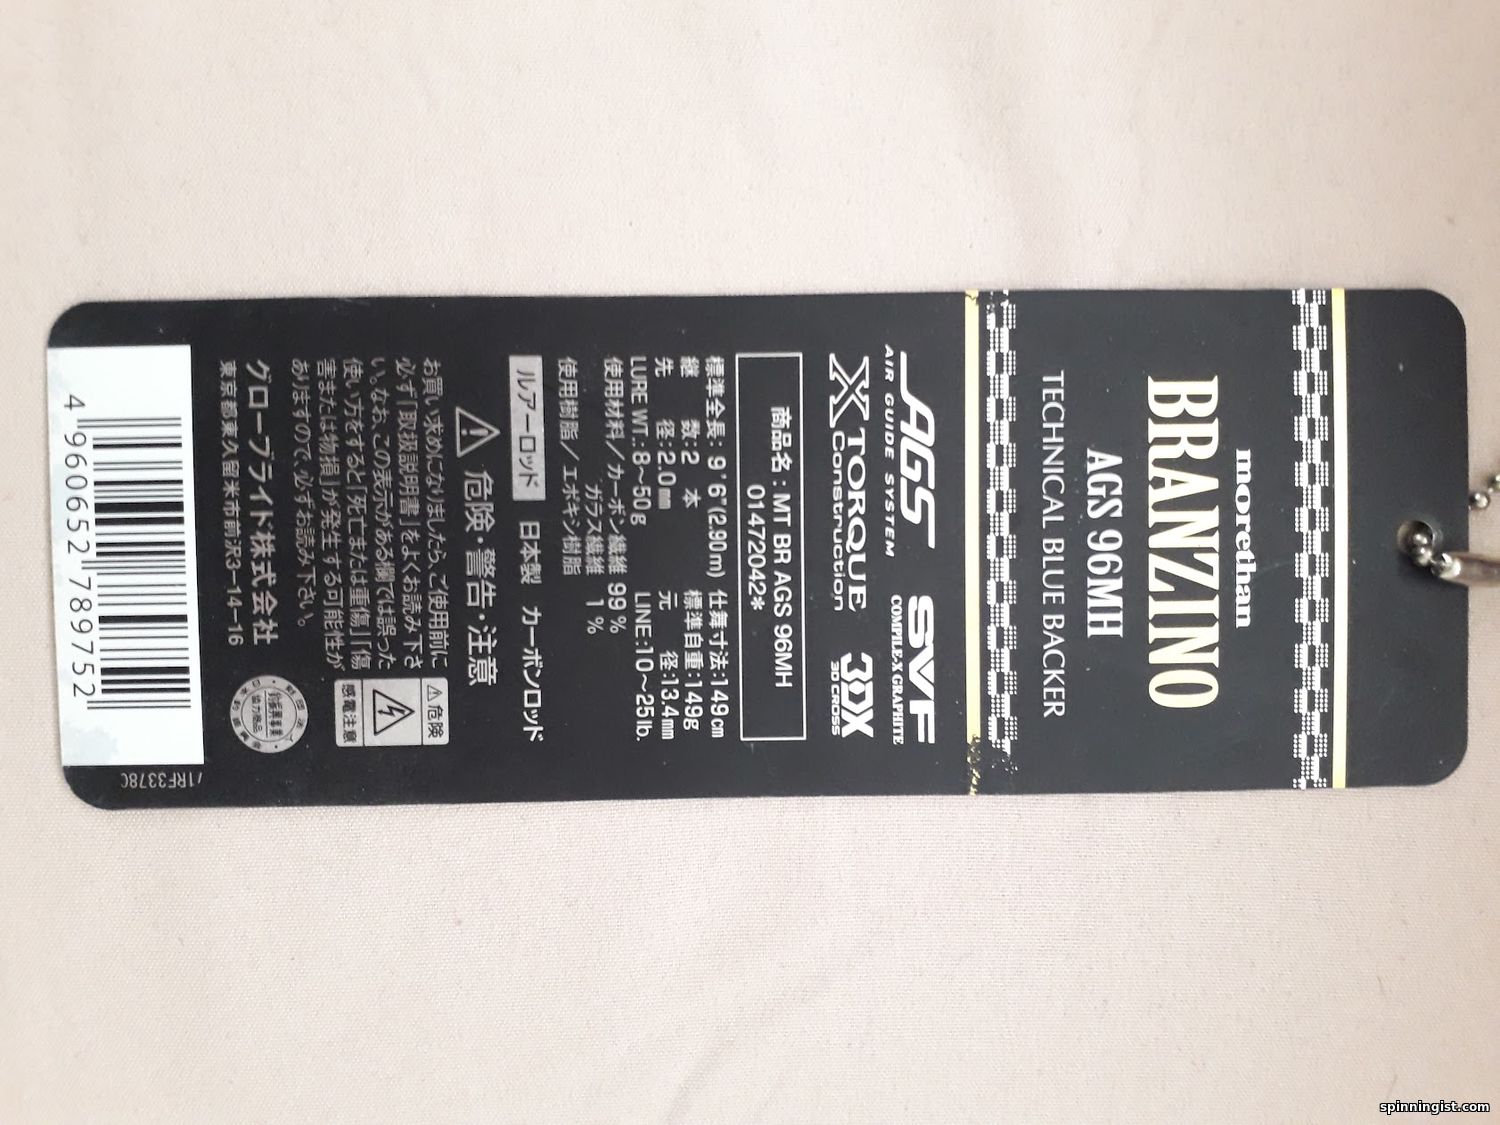 morethan
BRANZINO
AGS 96MH
TECHNICAL BLUE BACKER
AGS
AIR GUIDE SYSTEM
SVF
COMPILE-X GRAPHITE
X TORQUE
Construction
3DX
3D CROSS
商品名:MT BR AGS 96MH
01472042*
標準全長:9'6"(2.90m) 仕舞寸法:149cm
継 数:2 本 標準自重:149g
先 径:2.0mm 元 径:13.4mm
LURE WT.:8~50g LINE:10~25lb.
使用材料/カーボン繊維 99%
ガラス繊維 1%
使用樹脂/エポキシ樹脂
ルアーロッド 日本製 カーボンロッド
危険・警告・注意
お買い求めになりましたら、ご使用前に
必ず「取扱説明書」をよくお読み下さ
い。なお、この表示がある欄では誤った
使い方をすると「死亡または重傷」「傷
害または物損」が発生する可能性が
ありますので、必ずお読み下さい。
危険
感電注意
グローブライド株式会社
東京都東久留米市前沢3-14-16
4 960652 789752
1RF3378C
spinningist.com